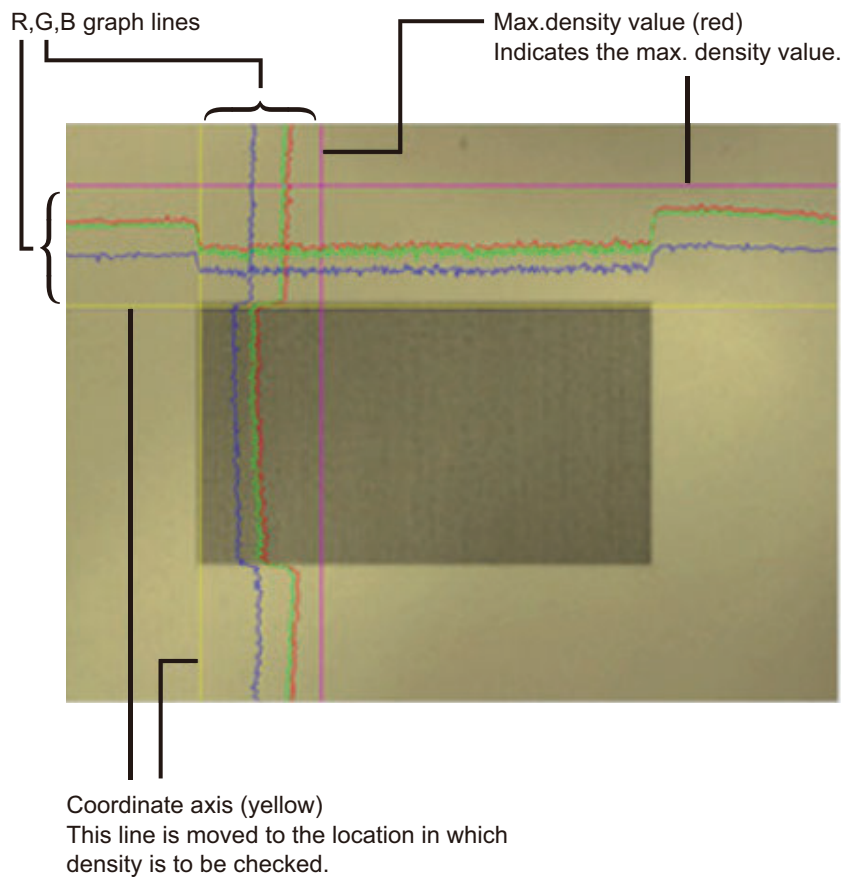 R,G,B graph lines
Max.density value (red)
Indicates the max. density value.
Coordinate axis (yellow)
This line is moved to the location in which
density is to be checked.